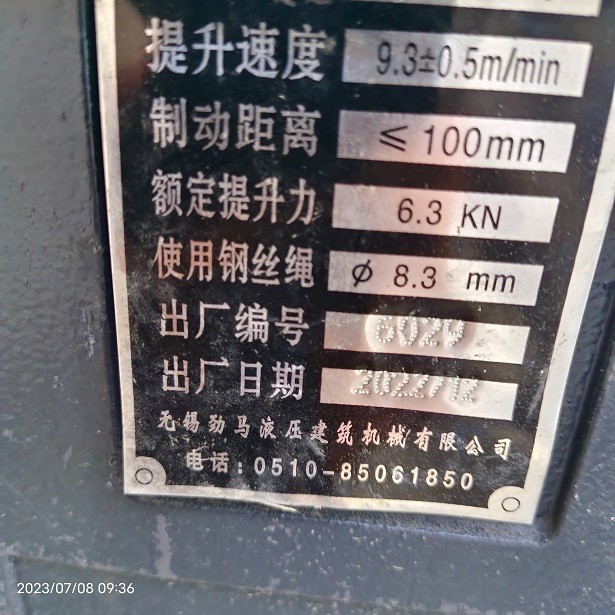 提升速度 9.3±0.5m/min
制动距离 ≤100mm
额定提升力 6.3 KN
使用钢丝绳 ϕ 8.3 mm
出厂编号 6029
出厂日期 2022/12
无锡劲马液压建筑机械有限公司
电话:0510-85061850
2023/07/08 09:36